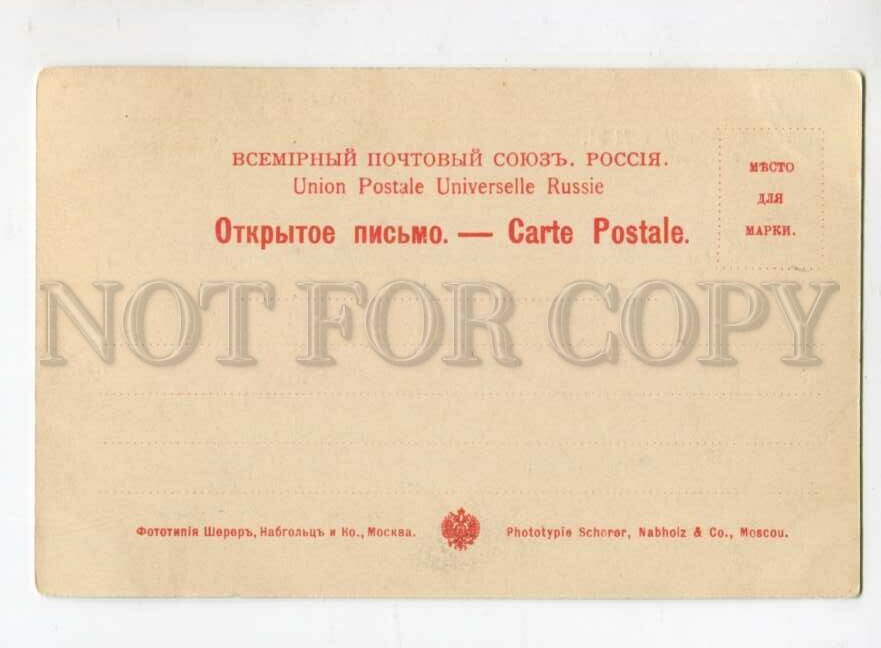 ВСЕМІРНЫЙ ПОЧТОВЫЙ СОЮЗЪ. РОССІЯ.
Union Postale Universelle Russie
Открытое письмо. — Carte Postale.
МѢСТО
ДЛЯ
МАРКИ.
NOT FOR COPY
Фототипія Шереръ, Набгольцъ и Ко., Москва.
Phototypie Scherer, Nabholz & Co., Moscou.